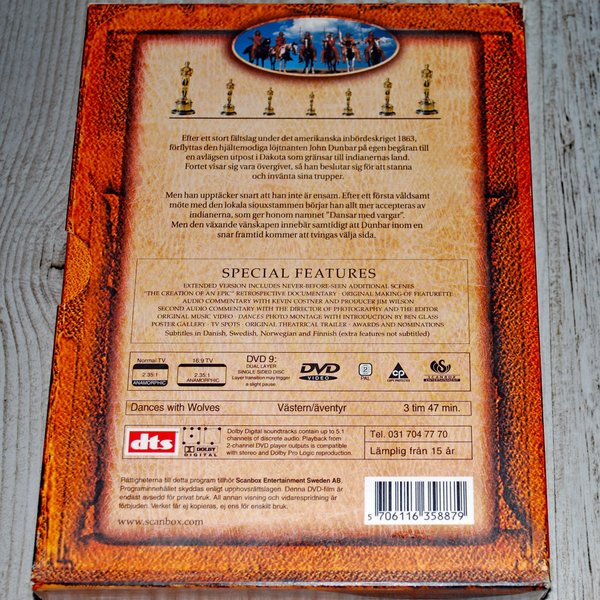 Efter ett stort fältslag under det amerikanska inbördeskriget 1863,
förflyttas den hjältemodiga löjtnanten John Dunbar på egen begäran till
en avlägsen utpost i Dakota som gränsar till indianernas land.
Fortet visar sig vara övergivet, så han beslutar sig för att stanna
och invänta sina trupper.
Men han upptäcker snart att han inte är ensam. Efter ett första våldsamt
möte med den lokala siouxstammen börjar han allt mer accepteras av
indianerna, som ger honom namnet "Dansar med vargar".
Men den växande vänskapen innebär samtidigt att Dunbar inom en
snar framtid kommer att tvingas välja sida.
SPECIAL FEATURES
EXTENDED VERSION INCLUDES NEVER-BEFORE-SEEN ADDITIONAL SCENES
"THE CREATION OF AN EPIC" RETROSPECTIVE DOCUMENTARY · ORIGINAL MAKING-OF FEATURETTE
AUDIO COMMENTARY WITH KEVIN COSTNER AND PRODUCER JIM WILSON
SECOND AUDIO COMMENTARY WITH THE DIRECTOR OF PHOTOGRAPHY AND THE EDITOR
ORIGINAL MUSIC VIDEO · DANCES PHOTO MONTAGE WITH INTRODUCTION BY BEN GLASS
POSTER GALLERY · TV SPOTS · ORIGINAL THEATRICAL TRAILER · AWARDS AND NOMINATIONS
Subtitles in Danish, Swedish, Norwegian and Finnish (extra features not subtitled)
Normal TV
2.35:1
ANAMORPHIC
16:9 TV
2.35:1
ANAMORPHIC
DVD 9:
DUAL LAYER
SINGLE SIDED DISC
Layer transition may trigger
a slight pause.
DVD
VIDEO
2
PAL
CP
COPY PROTECTED
SCANBOX
ENTERTAINMENT
Dances with Wolves Västern/äventyr 3 tim 47 min.
dts
DOLBY
DIGITAL
Dolby Digital soundtracks contain up to 5.1
channels of discrete audio. Playback from
2-channel DVD player outputs is compatible
with stereo and Dolby Pro Logic reproduction.
Tel. 031 704 77 70
Lämplig från 15 år
Rättigheterna till detta program tillhör Scanbox Entertainment Sweden AB.
Programinnehållet skyddas enligt upphovsrättslagen. Denna DVD-film är
endast avsedd för privat bruk. All annan visning och vidarespridning är
förbjuden. Verket får ej kopieras, ej ens för enskilt bruk.
www.scanbox.com
5 706116 358879